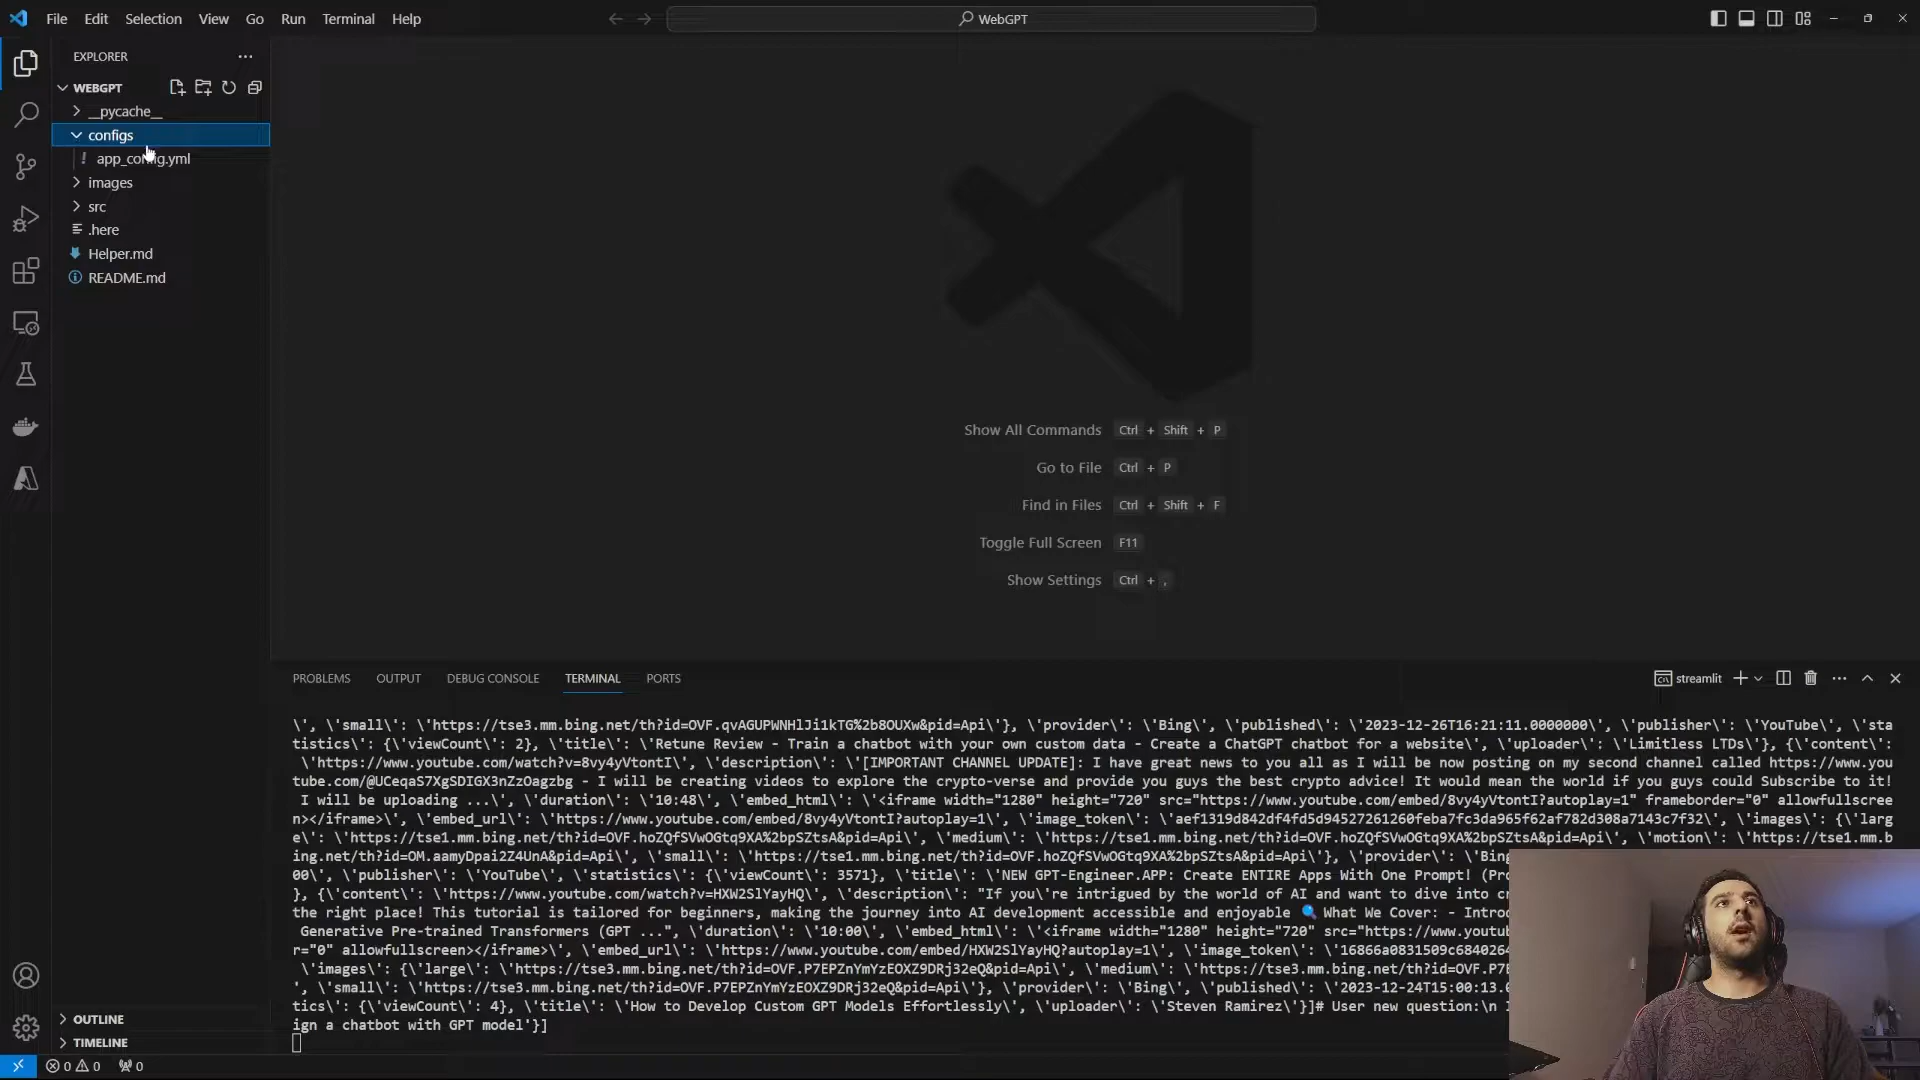 File Edit Selection View Go Run Terminal Help
WebGPT
EXPLORER
WEBGPT
__pycache__
configs
! app_config.yml
images
src
.here
Helper.md
README.md
Show All Commands Ctrl + Shift + P
Go to File Ctrl + P
Find in Files Ctrl + Shift + F
Toggle Full Screen F11
Show Settings Ctrl + ,
PROBLEMS OUTPUT DEBUG CONSOLE TERMINAL PORTS
streamlit
\', \'small\': \'https://tse3.mm.bing.net/th?id=OVF.qvAGUPWNHlJi1kTG%2b8OUXw&pid=Api\'}, \'provider\': \'Bing\', \'published\': \'2023-12-26T16:21:11.0000000\', \'publisher\': \'YouTube\', \'sta
tistics\': {\'viewCount\': 2}, \'title\': \'Retune Review - Train a chatbot with your own custom data - Create a ChatGPT chatbot for a website\', \'uploader\': \'Limitless LTDs\'}, {\'content\':
\'https://www.youtube.com/watch?v=8vy4yVtontI\', \'description\': \'[IMPORTANT CHANNEL UPDATE]: I have great news to you all as I will be now posting on my second channel called https://www.you
tube.com/@UCeqaS7XgSDIGX3nZzOagzbg - I will be creating videos to explore the crypto-verse and provide you guys the best crypto advice! It would mean the world if you guys could Subscribe to it!
I will be uploading ...\', \'duration\': \'10:48\', \'embed_html\': \'<iframe width="1280" height="720" src="https://www.youtube.com/embed/8vy4yVtontI?autoplay=1" frameborder="0" allowfullscree
n></iframe>\', \'embed_url\': \'https://www.youtube.com/embed/8vy4yVtontI?autoplay=1\', \'image_token\': \'aef1319d842df4fd5d94527261260feba7fc3da965f62af782d308a7143c7f32\', \'images\': {\'larg
e\': \'https://tse1.mm.bing.net/th?id=OVF.hoZQfSVwOGtq9XA%2bpSZtsA&pid=Api\', \'medium\': \'https://tse1.mm.bing.net/th?id=OVF.hoZQfSVwOGtq9XA%2bpSZtsA&pid=Api\', \'motion\': \'https://tse1.mm.b
ing.net/th?id=OM.aamyDpai2Z4UnA&pid=Api\', \'small\': \'https://tse1.mm.bing.net/th?id=OVF.hoZQfSVwOGtq9XA%2bpSZtsA&pid=Api\'}, \'provider\': \'Bing
00\', \'publisher\': \'YouTube\', \'statistics\': {\'viewCount\': 3571}, \'title\': \'NEW GPT-Engineer.APP: Create ENTIRE Apps With One Prompt! (Pro
}, {\'content\': \'https://www.youtube.com/watch?v=HXW2SlYayHQ\', \'description\': "If you\'re intrigued by the world of AI and want to dive into cr
the right place! This tutorial is tailored for beginners, making the journey into AI development accessible and enjoyable 🔍 What We Cover: - Introd
Generative Pre-trained Transformers (GPT ...", \'duration\': \'10:00\', \'embed_html\': \'<iframe width="1280" height="720" src="https://www.youtub
r="0" allowfullscreen></iframe>\', \'embed_url\': \'https://www.youtube.com/embed/HXW2SlYayHQ?autoplay=1\', \'image_token\': \'16866a0831509c6840264
\'images\': {\'large\': \'https://tse3.mm.bing.net/th?id=OVF.P7EPZnYmYzEOXZ9DRj32eQ&pid=Api\', \'medium\': \'https://tse3.mm.bing.net/th?id=OVF.P7E
', \'small\': \'https://tse3.mm.bing.net/th?id=OVF.P7EPZnYmYzEOXZ9DRj32eQ&pid=Api\'}, \'provider\': \'Bing\', \'published\': \'2023-12-24T15:00:13.0
tics\': {\'viewCount\': 4}, \'title\': \'How to Develop Custom GPT Models Effortlessly\', \'uploader\': \'Steven Ramirez\'}]# User new question:\n
ign a chatbot with GPT model'}]
OUTLINE
TIMELINE
0 0 0